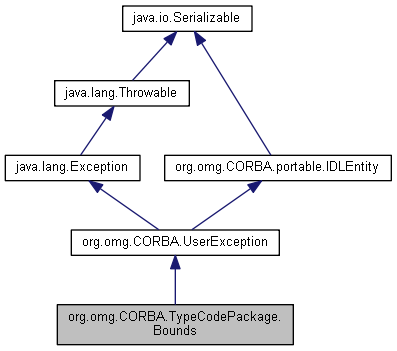 java.io.Serializable
java.lang.Throwable
java.lang.Exception
org.omg.CORBA.portable.IDLEntity
org.omg.CORBA.UserException
org.omg.CORBA.TypeCodePackage.
Bounds